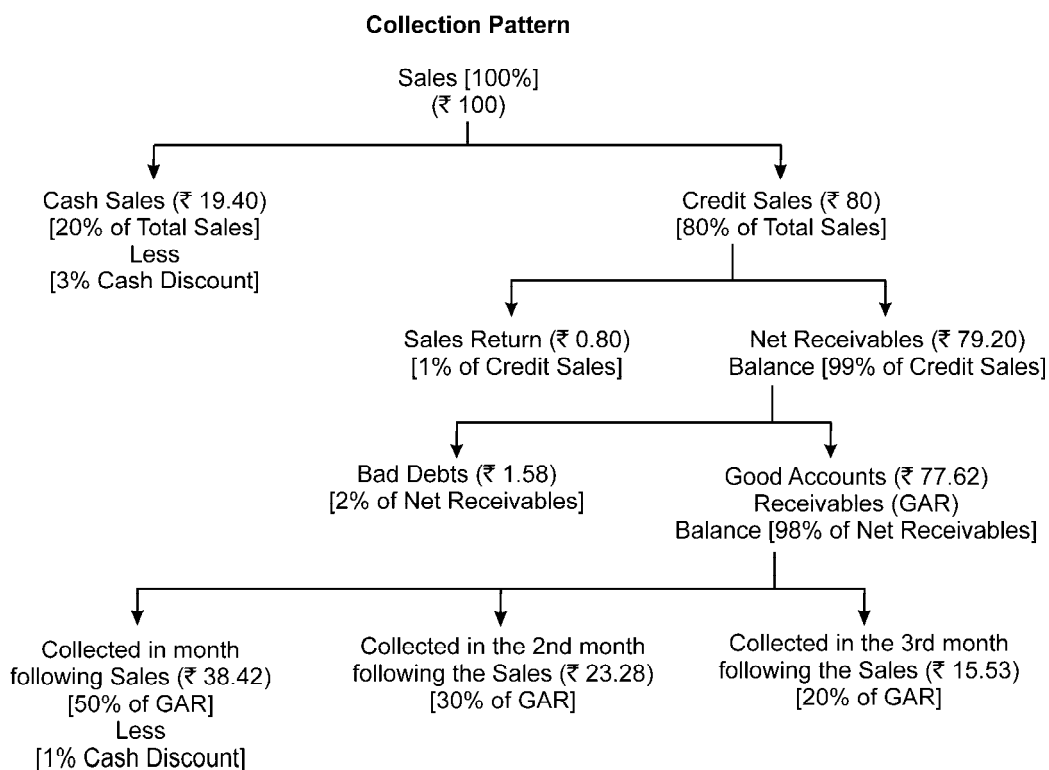 Collection Pattern
Sales [100%]
(₹ 100)
Cash Sales (₹ 19.40)
[20% of Total Sales]
Less
[3% Cash Discount]
Credit Sales (₹ 80)
[80% of Total Sales]
Sales Return (₹ 0.80)
[1% of Credit Sales]
Net Receivables (₹ 79.20)
Balance [99% of Credit Sales]
Bad Debts (₹ 1.58)
[2% of Net Receivables]
Good Accounts (₹ 77.62)
Receivables (GAR)
Balance [98% of Net Receivables]
Collected in month
following Sales (₹ 38.42)
[50% of GAR]
Less
[1% Cash Discount]
Collected in the 2nd month
following the Sales (₹ 23.28)
[30% of GAR]
Collected in the 3rd month
following the Sales (₹ 15.53)
[20% of GAR]